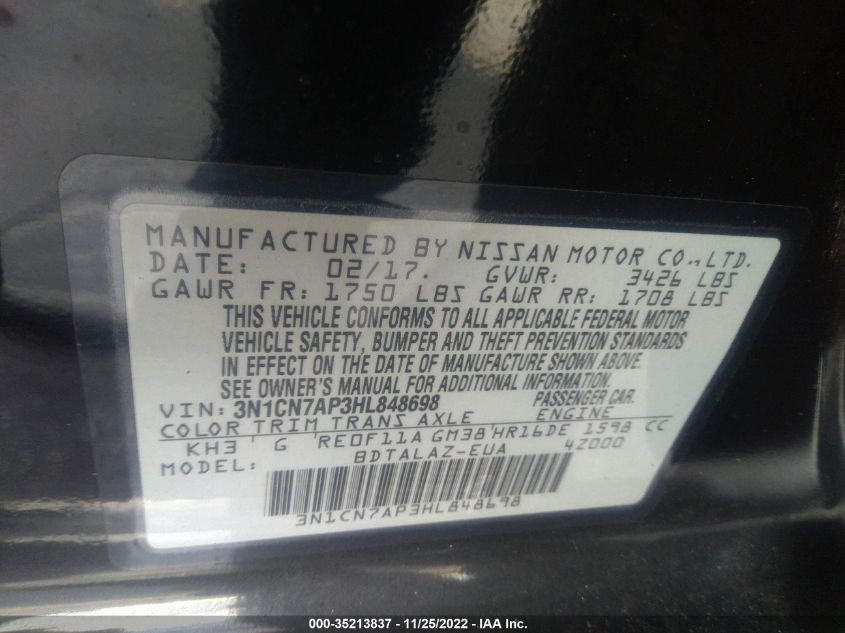 MANUFACTURED BY NISSAN MOTOR CO.,LTD.
DATE: 02/17. GVWR: 3426 LBS
GAWR FR: 1750 LBS GAWR RR: 1708 LBS
THIS VEHICLE CONFORMS TO ALL APPLICABLE FEDERAL MOTOR
VEHICLE SAFETY, BUMPER AND THEFT PREVENTION STANDARDS
IN EFFECT ON THE DATE OF MANUFACTURE SHOWN ABOVE.
SEE OWNER'S MANUAL FOR ADDITIONAL INFORMATION.
VIN: 3N1CN7AP3HL848698 PASSENGER CAR.
COLOR TRIM TRANS AXLE ENGINE
KH3 G RE0F11A GM38 HR16DE 1598 CC
MODEL: BDTALAZ-EUA 4Z000
3N1CN7AP3HL848698
000-35213837 - 11/25/2022 - IAA Inc.